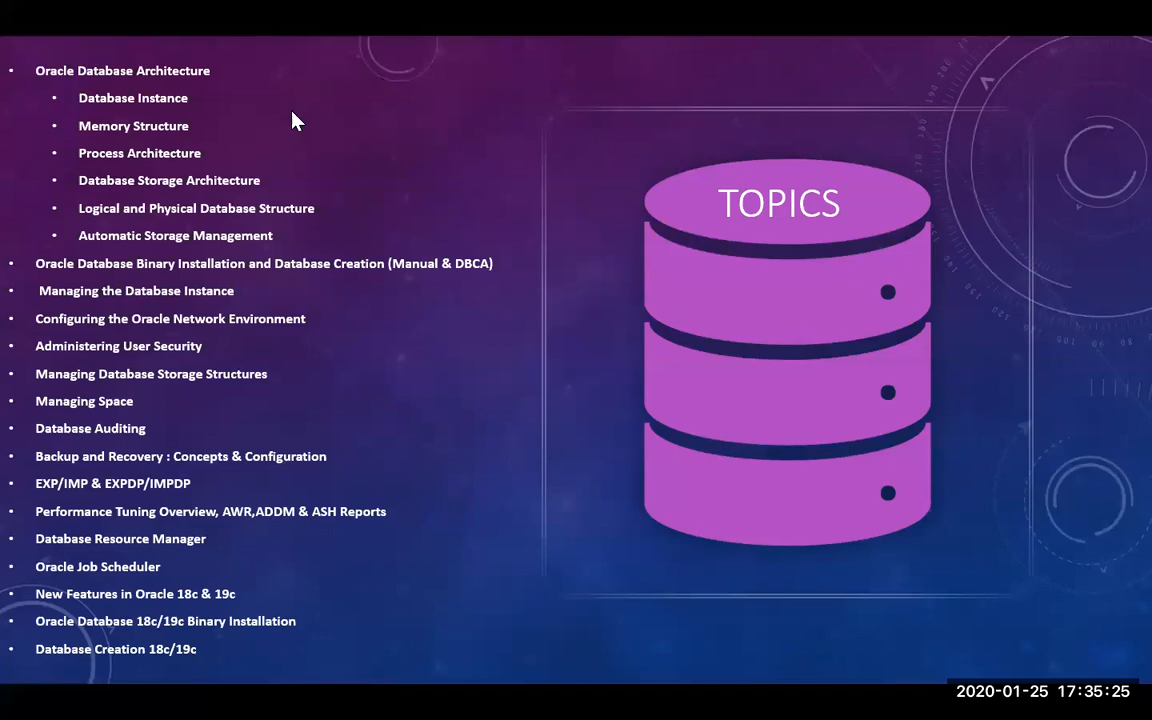 • Oracle Database Architecture
• Database Instance
• Memory Structure
• Process Architecture
• Database Storage Architecture
• Logical and Physical Database Structure
• Automatic Storage Management
• Oracle Database Binary Installation and Database Creation (Manual & DBCA)
• Managing the Database Instance
• Configuring the Oracle Network Environment
• Administering User Security
• Managing Database Storage Structures
• Managing Space
• Database Auditing
• Backup and Recovery : Concepts & Configuration
• EXP/IMP & EXPDP/IMPDP
• Performance Tuning Overview, AWR,ADDM & ASH Reports
• Database Resource Manager
• Oracle Job Scheduler
• New Features in Oracle 18c & 19c
• Oracle Database 18c/19c Binary Installation
• Database Creation 18c/19c
TOPICS
2020-01-25 17:35:25